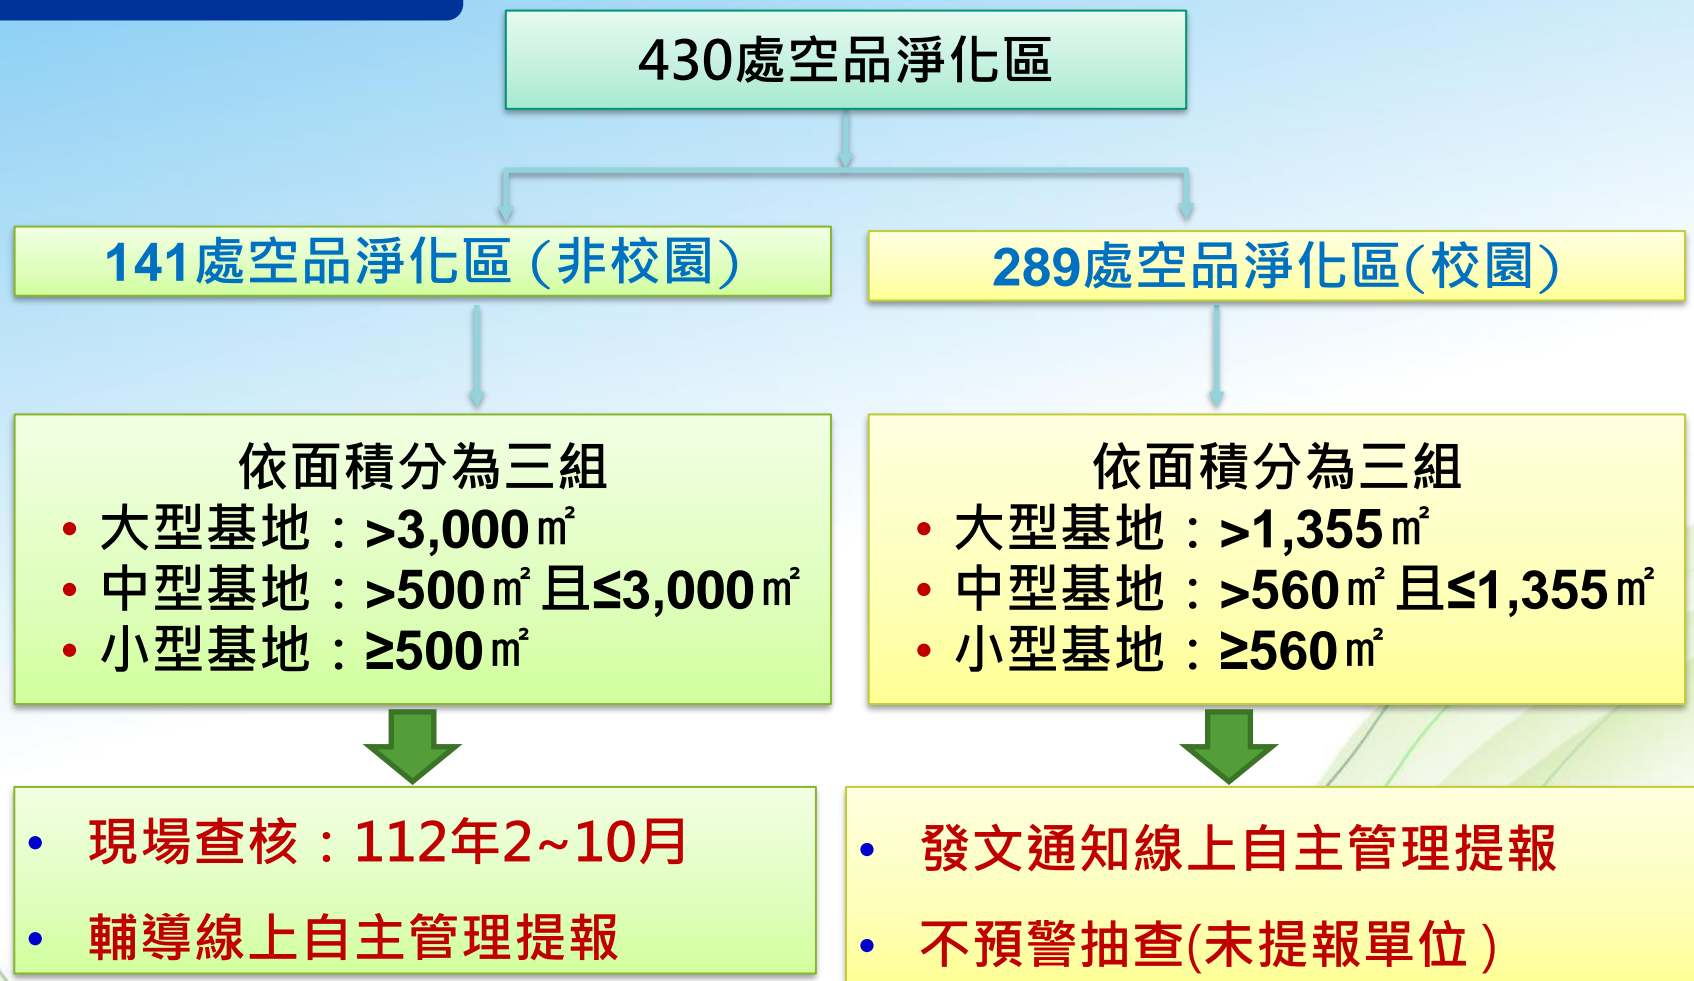 430處空品淨化區
141處空品淨化區（非校園）
289處空品淨化區(校園）
依面積分為三組
• 大型基地：>3,000㎡
• 中型基地：>500㎡且≤3,000㎡
• 小型基地：≥500㎡
依面積分為三組
• 大型基地：>1,355㎡
• 中型基地：>560㎡且≤1,355㎡
• 小型基地：≥560㎡
• 現場查核：112年2~10月
• 輔導線上自主管理提報
• 發文通知線上自主管理提報
• 不預警抽查(未提報單位）